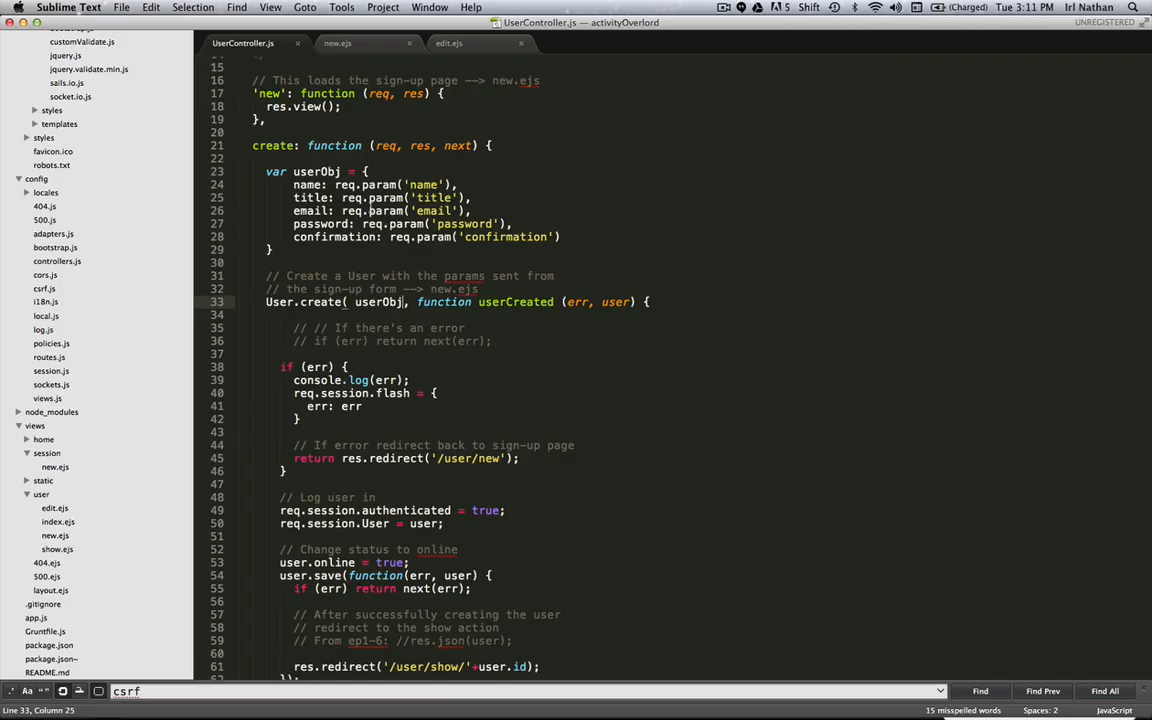 Sublime Text File Edit Selection Find View Goto Tools Project Window Help 5 Shift (Charged) Tue 3:11 PM Irl Nathan
UserController.js — activityOverlord UNREGISTERED
UserController.js × new.ejs × edit.ejs ×
customValidate.js
jquery.js
jquery.validate.min.js
sails.io.js
socket.io.js
styles
templates
styles
favicon.ico
robots.txt
config
locales
404.js
500.js
adapters.js
bootstrap.js
controllers.js
cors.js
csrf.js
i18n.js
local.js
log.js
policies.js
routes.js
session.js
sockets.js
views.js
node_modules
views
home
session
new.ejs
static
user
edit.ejs
index.ejs
new.ejs
show.ejs
404.ejs
500.ejs
layout.ejs
.gitignore
app.js
Gruntfile.js
package.json
package.json~
README.md
15
16 // This loads the sign-up page --> new.ejs
17 'new': function (req, res) {
18 res.view();
19 },
20
21 create: function (req, res, next) {
22
23 var userObj = {
24 name: req.param('name'),
25 title: req.param('title'),
26 email: req.param('email'),
27 password: req.param('password'),
28 confirmation: req.param('confirmation')
29 }
30
31 // Create a User with the params sent from
32 // the sign-up form --> new.ejs
33 User.create( userObj, function userCreated (err, user) {
34
35 // // If there's an error
36 // if (err) return next(err);
37
38 if (err) {
39 console.log(err);
40 req.session.flash = {
41 err: err
42 }
43
44 // If error redirect back to sign-up page
45 return res.redirect('/user/new');
46 }
47
48 // Log user in
49 req.session.authenticated = true;
50 req.session.User = user;
51
52 // Change status to online
53 user.online = true;
54 user.save(function(err, user) {
55 if (err) return next(err);
56
57 // After successfully creating the user
58 // redirect to the show action
59 // From ep1-6: //res.json(user);
60
61 res.redirect('/user/show/'+user.id);
62 });
.* Aa “” csrf Find Find Prev Find All
Line 33, Column 25 15 misspelled words Spaces: 2 JavaScript